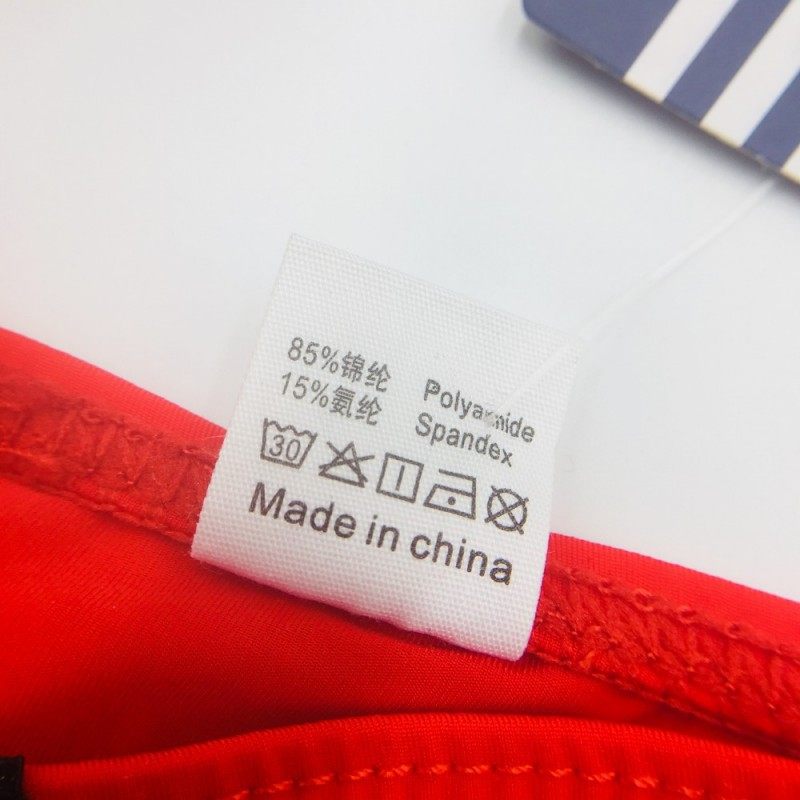 85%锦纶 Polyamide
15%氨纶 Spandex
30
Made in china